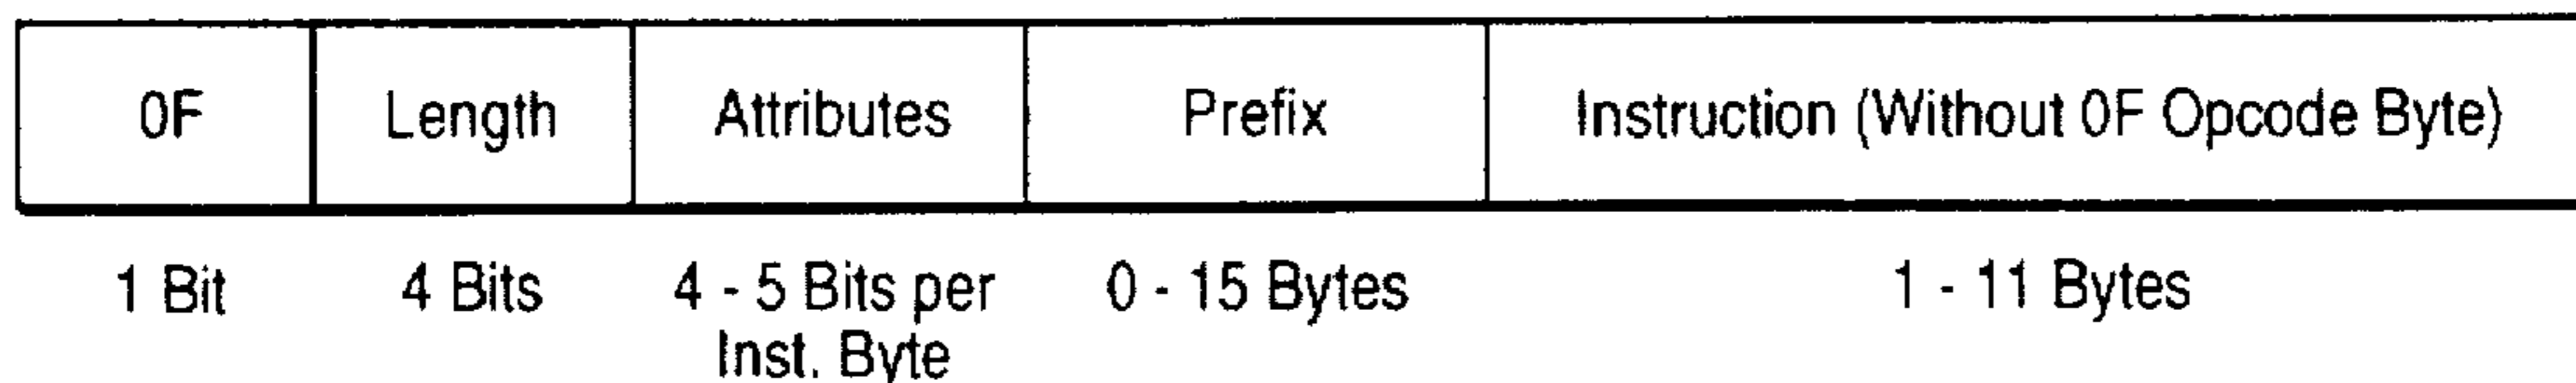 0F Length Attributes Prefix Instruction (Without 0F Opcode Byte)
1 Bit 4 Bits 4 - 5 Bits per 0 - 15 Bytes 1 - 11 Bytes
Inst. Byte